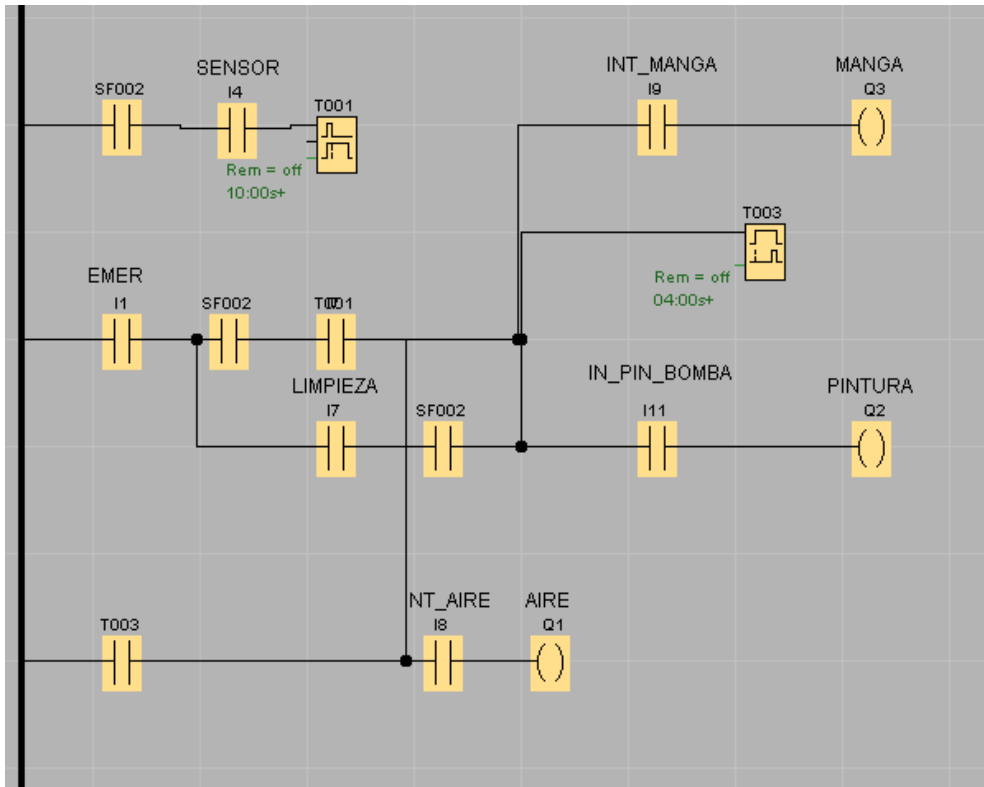 SENSOR
SF002
I4
T001
Rem = off
10:00s+
INT_MANGA
I9
MANGA
Q3
T003
Rem = off
04:00s+
EMER
I1
SF002
LIMPIEZA
I7
SF002
IN_PIN_BOMBA
I11
PINTURA
Q2
T003
NT_AIRE
I8
AIRE
Q1